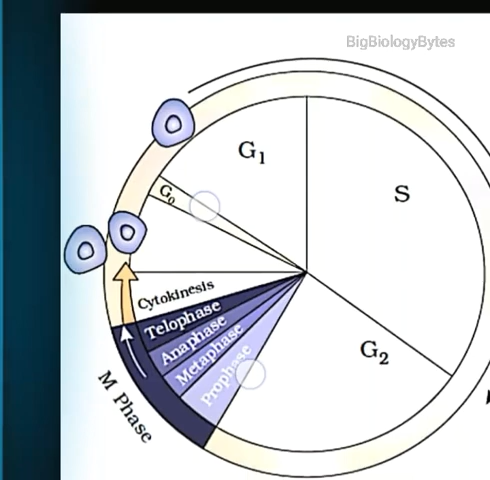 BigBiologyBytes
G₁
S
G₀
Cytokinesis
Telophase
Anaphase
Metaphase
Prophase
G₂
M Phase